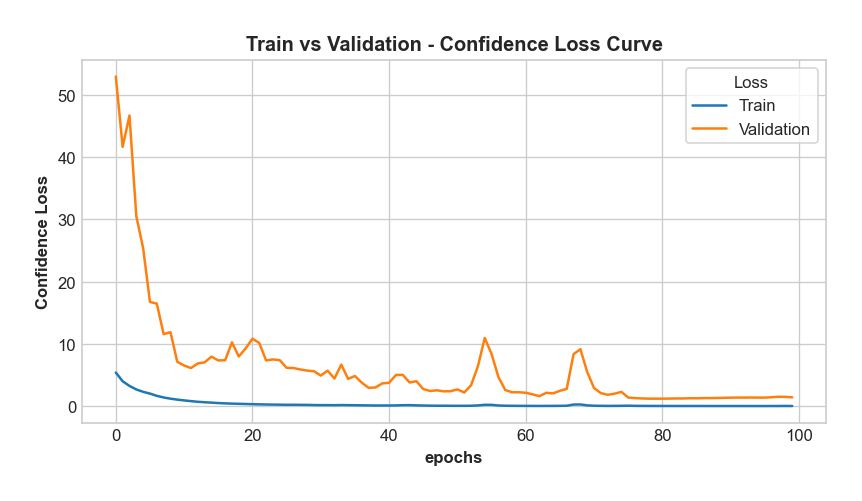 Train vs Validation - Confidence Loss Curve
Loss
Train
Validation
Confidence Loss
50
40
30
20
10
0
0 20 40 60 80 100
epochs